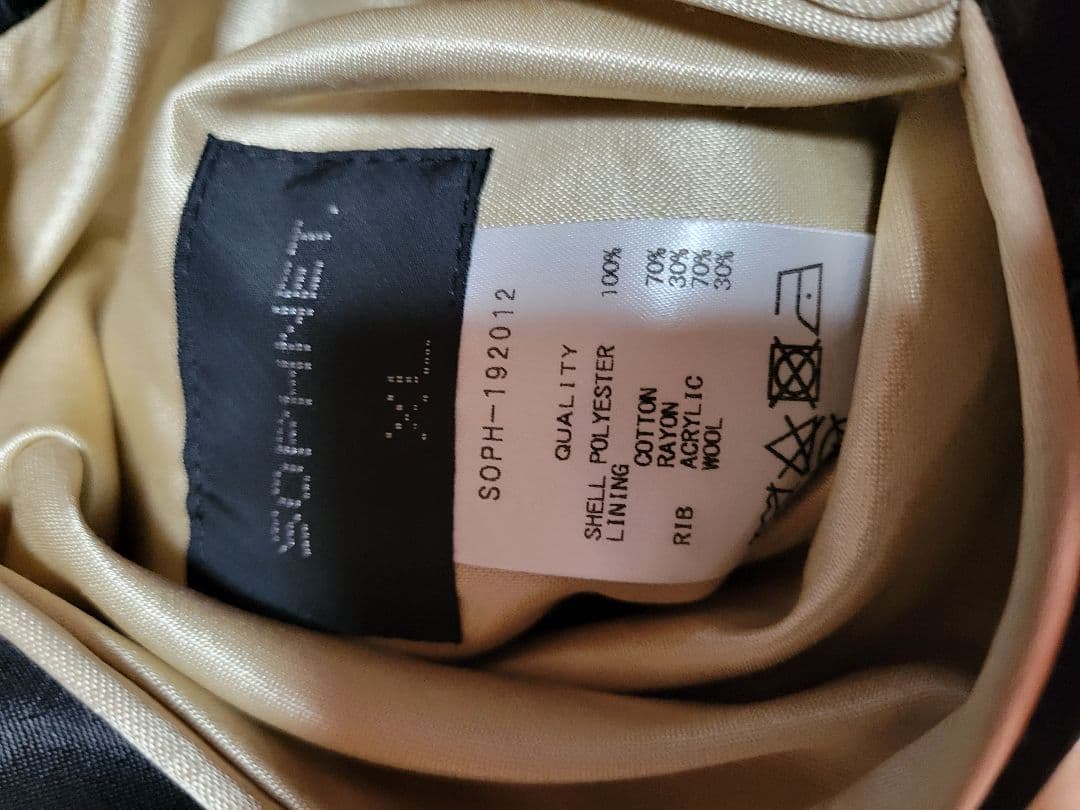 SOPHNET.
XL
SOPH-192012
QUALITY
SHELL POLYESTER 100%
LINING
COTTON 70%
RAYON 30%
RIB ACRYLIC 70%
WOOL 30%